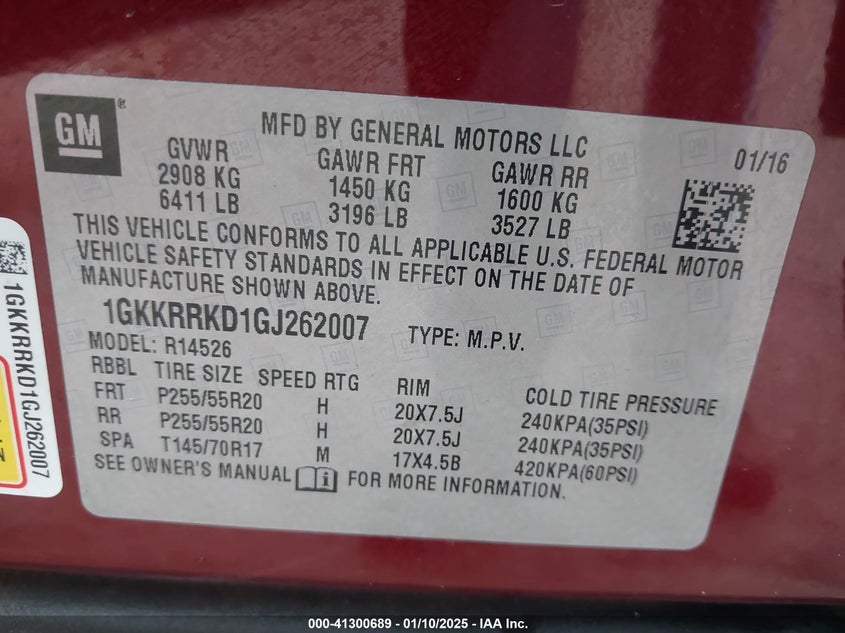 GM
MFD BY GENERAL MOTORS LLC
01/16
GVWR GAWR FRT GAWR RR
2908 KG 1450 KG 1600 KG
6411 LB 3196 LB 3527 LB
THIS VEHICLE CONFORMS TO ALL APPLICABLE U.S. FEDERAL MOTOR
VEHICLE SAFETY STANDARDS IN EFFECT ON THE DATE OF
MANUFACTURE SHOWN ABOVE.
1GKKRRKD1GJ262007 TYPE: M.P.V.
MODEL: R14526
RBBL TIRE SIZE SPEED RTG RIM COLD TIRE PRESSURE
FRT P255/55R20 H 20X7.5J 240KPA(35PSI)
RR P255/55R20 H 20X7.5J 240KPA(35PSI)
SPA T145/70R17 M 17X4.5B 420KPA(60PSI)
SEE OWNER'S MANUAL FOR MORE INFORMATION.
1GKKRRKD1GJ262007
000-41300689 - 01/10/2025 - IAA Inc.